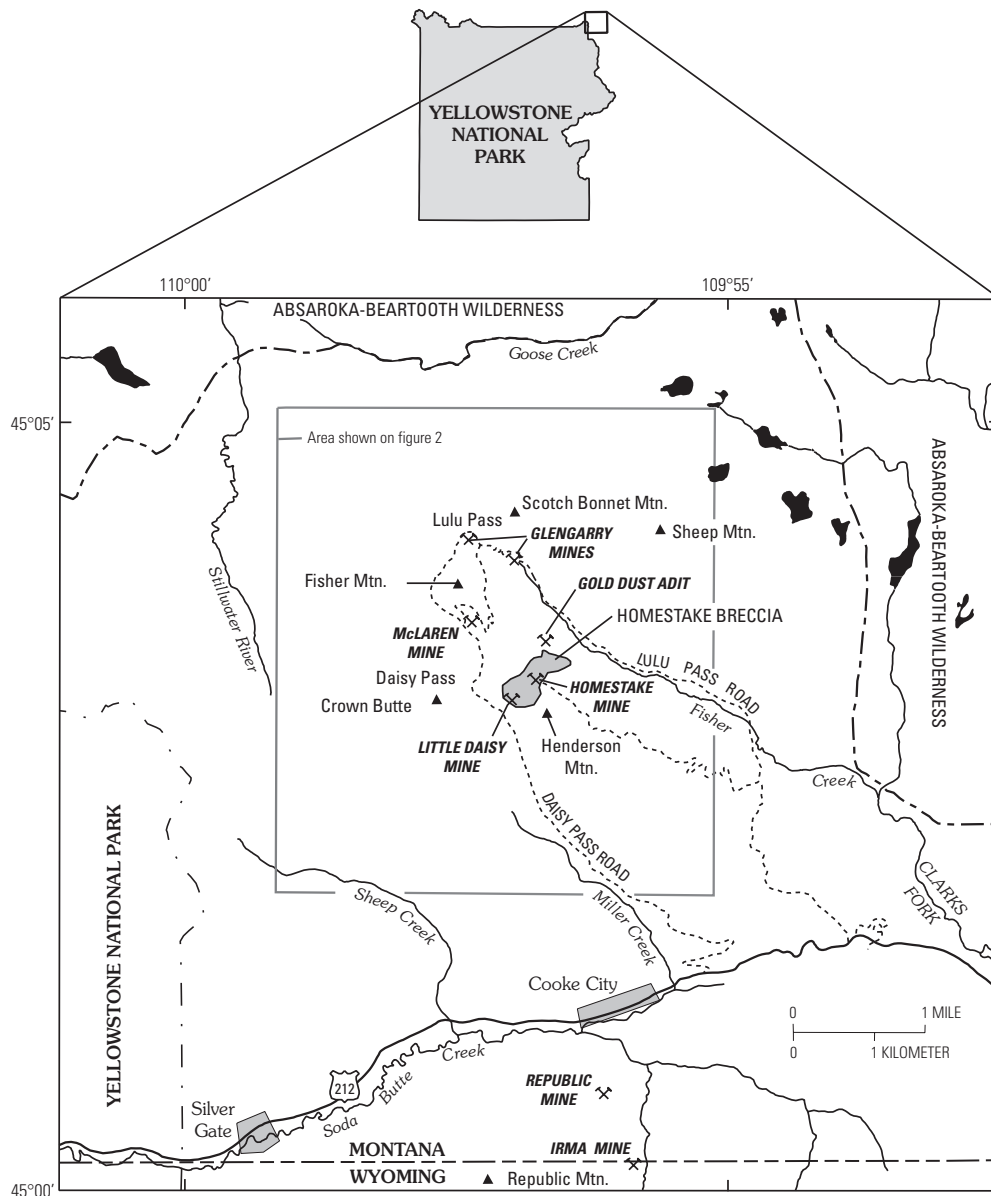 YELLOWSTONE
NATIONAL
PARK
110°00′
109°55′
ABSAROKA-BEARTOOTH WILDERNESS
Goose Creek
45°05′
Area shown on figure 2
ABSAROKA-BEARTOOTH WILDERNESS
Scotch Bonnet Mtn.
Lulu Pass
GLENGARRY
MINES
Sheep Mtn.
Fisher Mtn.
GOLD DUST ADIT
Stillwater River
HOMESTAKE BRECCIA
McLAREN
MINE
LULU PASS ROAD
Daisy Pass
HOMESTAKE
MINE
Crown Butte
Fisher
Creek
LITTLE DAISY
MINE
Henderson
Mtn.
DAISY PASS ROAD
YELLOWSTONE NATIONAL PARK
CLARKS
FORK
Sheep Creek
Miller Creek
Cooke City
0
1 MILE
0
1 KILOMETER
Creek
Butte
Soda
212
REPUBLIC
MINE
Silver
Gate
MONTANA
IRMA MINE
WYOMING
Republic Mtn.
45°00′